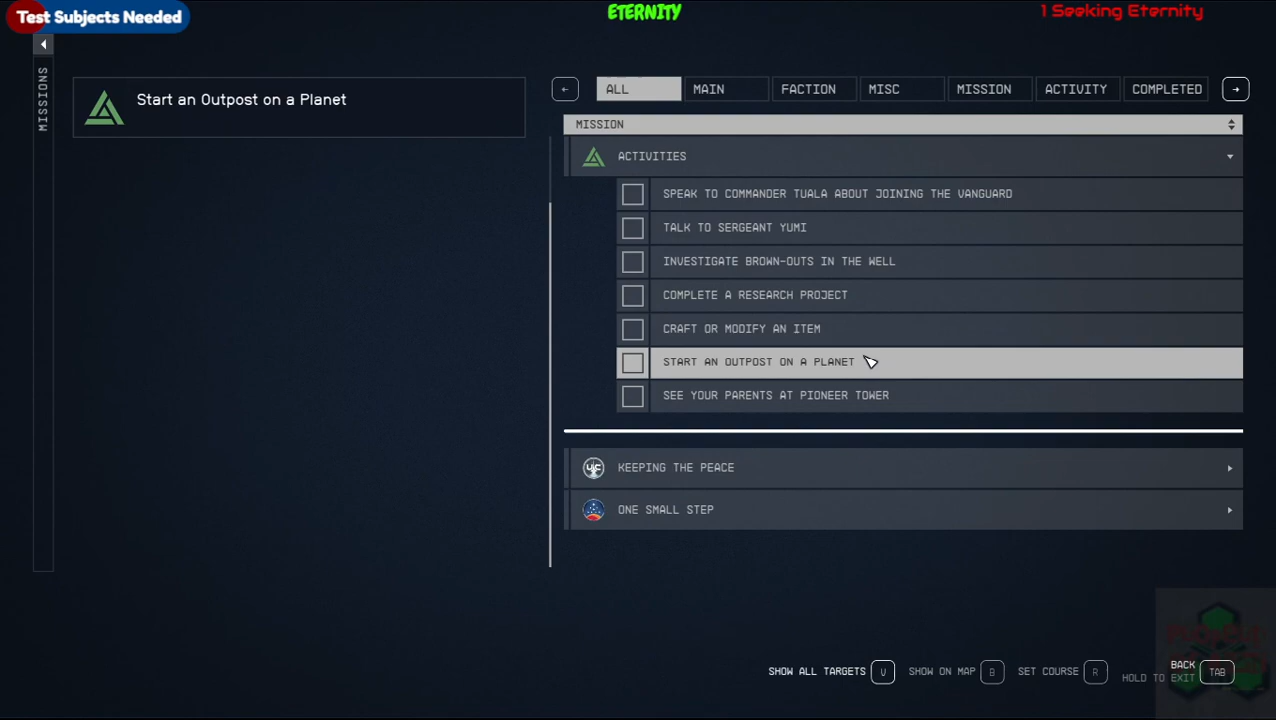 Test Subjects Needed
ETERNITY
1 Seeking Eternity
MISSIONS
Start an Outpost on a Planet
ALL
MAIN
FACTION
MISC
MISSION
ACTIVITY
COMPLETED
MISSION
ACTIVITIES
SPEAK TO COMMANDER TUALA ABOUT JOINING THE VANGUARD
TALK TO SERGEANT YUMI
INVESTIGATE BROWN-OUTS IN THE WELL
COMPLETE A RESEARCH PROJECT
CRAFT OR MODIFY AN ITEM
START AN OUTPOST ON A PLANET
SEE YOUR PARENTS AT PIONEER TOWER
UC KEEPING THE PEACE
ONE SMALL STEP
SHOW ALL TARGETS V
SHOW ON MAP B
SET COURSE R
BACK
HOLD TO EXIT TAB